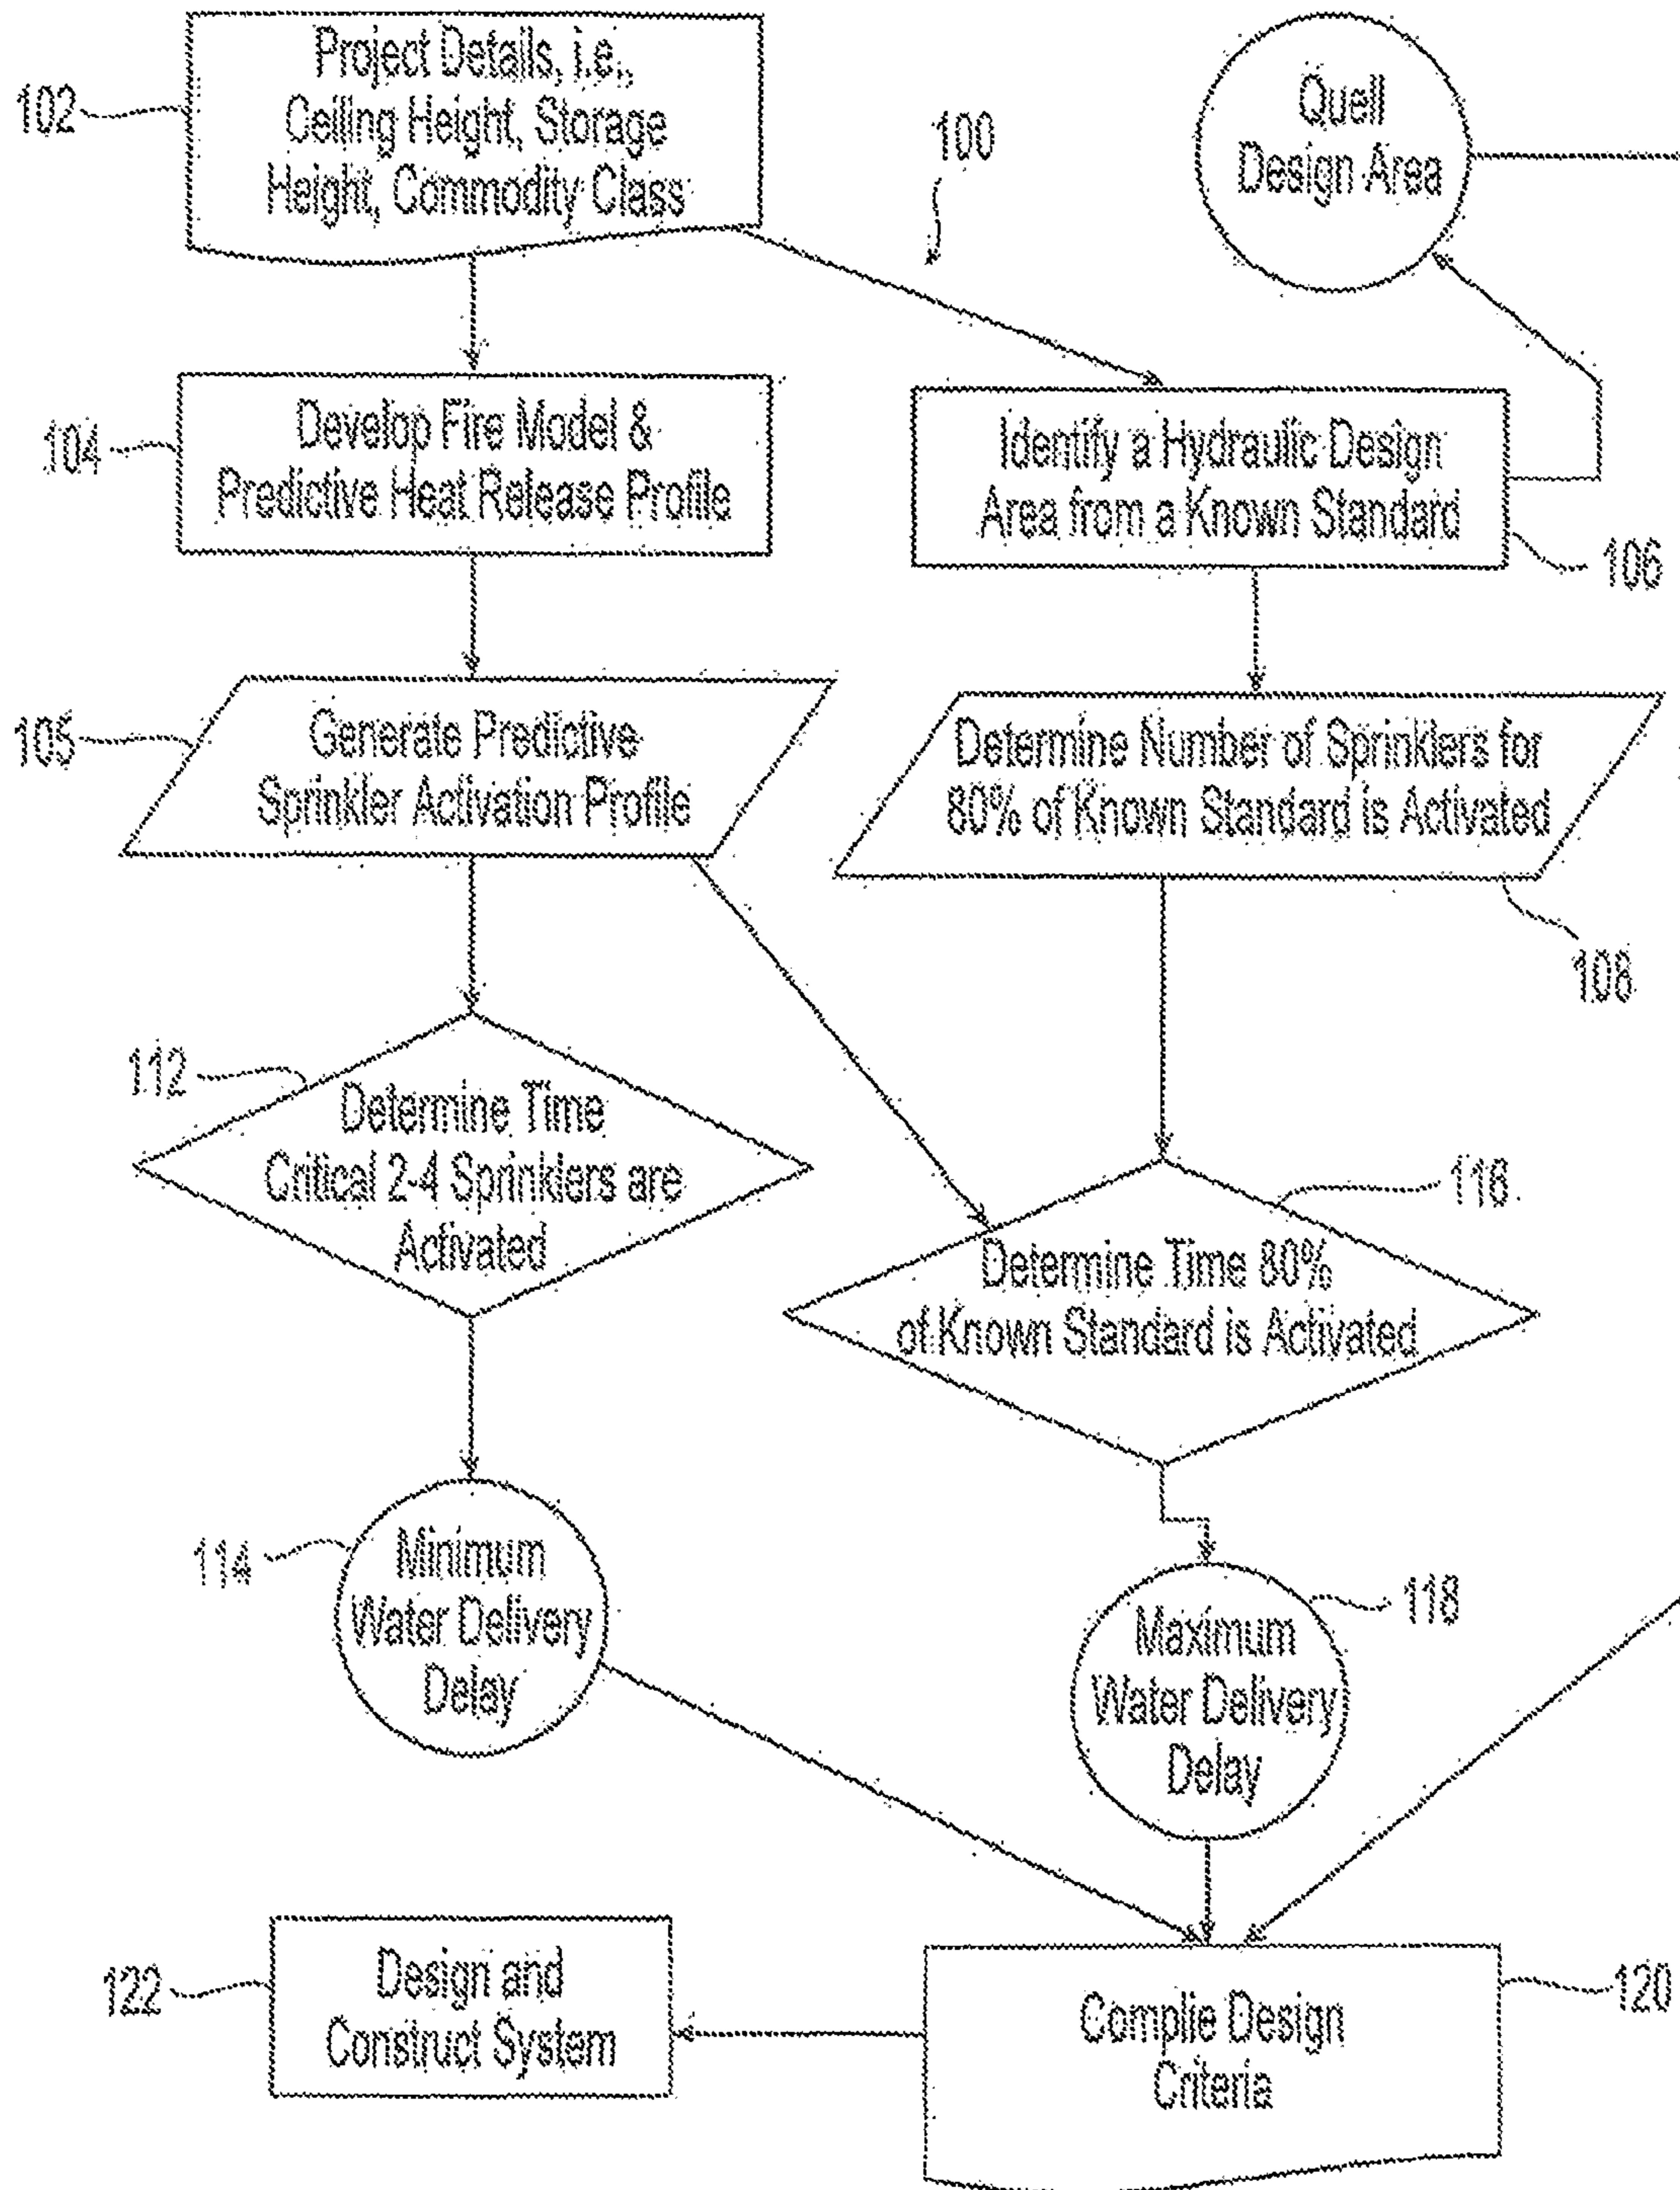 102
Project Details, i.e.,
Ceiling Height, Storage
Height, Commodity Class
100
Quell
Design Area
104
Develop Fire Model &
Predictive Heat Release Profile
Identify a Hydraulic Design
Area from a Known Standard
106
105
Generate Predictive
Sprinkler Activation Profile
Determine Number of Sprinklers for
80% of Known Standard is Activated
108
112
Determine Time
Critical 2-4 Sprinklers are
Activated
116
Determine Time 80%
of Known Standard is Activated
114
Minimum
Water Delivery
Delay
118
Maximum
Water Delivery
Delay
122
Design and
Construct System
120
Complie Design
Criteria